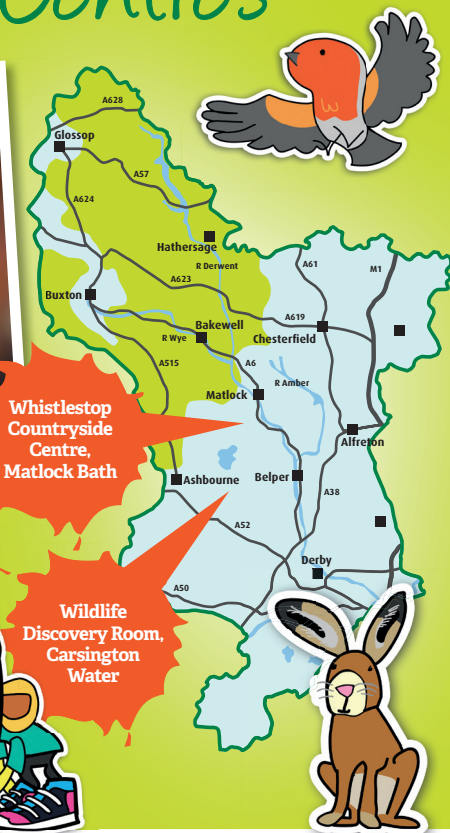 Centres
A628
Glossop
A57
A624
Hathersage
R Derwent
A61
M1
A623
Buxton
A619
Bakewell
R Wye
Chesterfield
A515
A6
R Amber
Matlock
Whistlestop
Countryside
Centre,
Matlock Bath
Alfreton
Ashbourne
Belper
A38
A52
Derby
A50
Wildlife
Discovery Room,
Carsington
Water